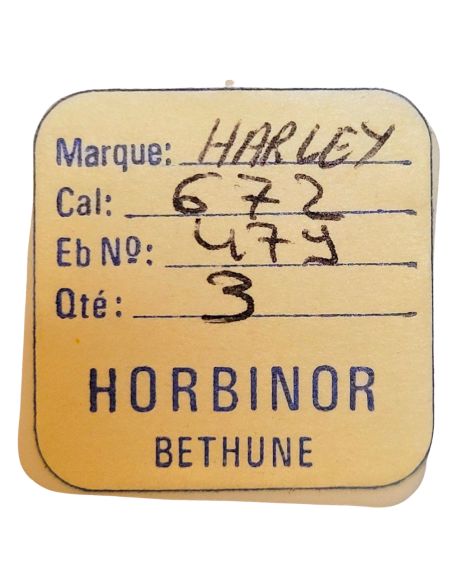 Marque: HARLEY
Cal: 672
Eb Nº: 479
Qté: 3
HORBINOR
BETHUNE